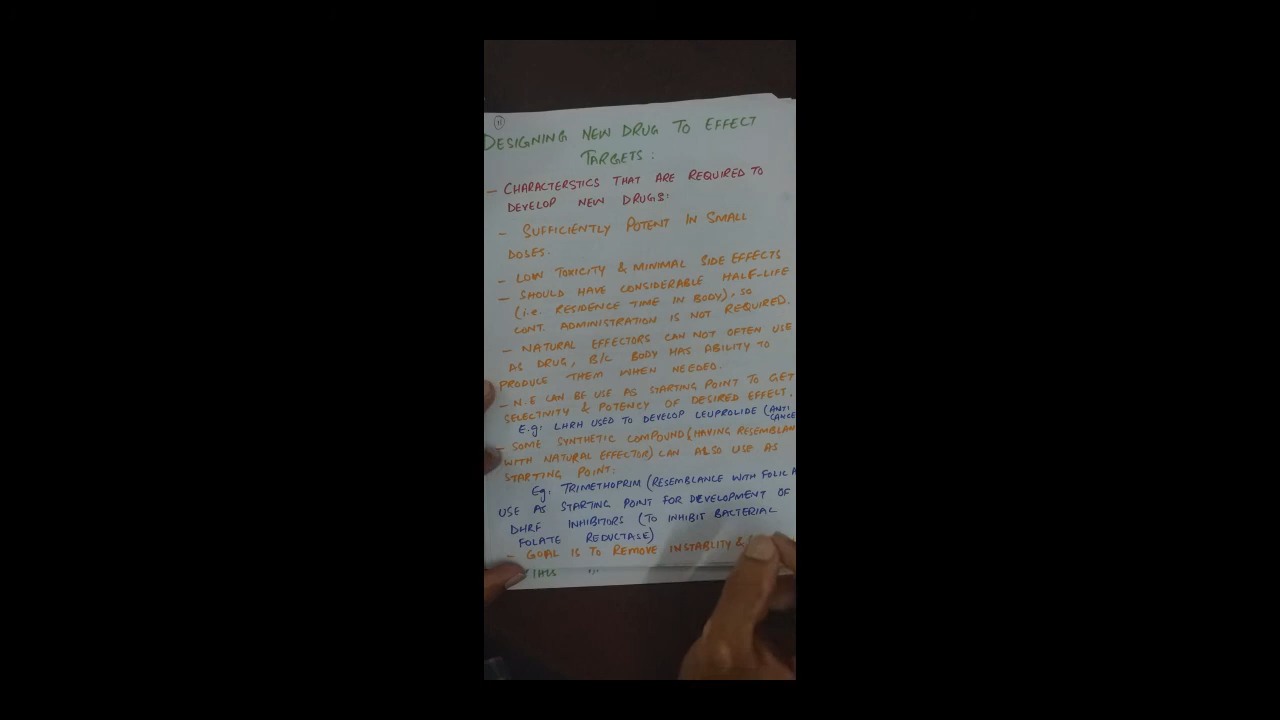 11
DESIGNING NEW DRUG TO EFFECT
TARGETS:
- CHARACTERSTICS THAT ARE REQUIRED TO
DEVELOP NEW DRUGS:
- SUFFICIENTLY POTENT IN SMALL
DOSES.
- LOW TOXICITY & MINIMAL SIDE EFFECTS
- SHOULD HAVE CONSIDERABLE HALF-LIFE
(i.e. RESIDENCE TIME IN BODY), SO
CONT. ADMINISTRATION IS NOT REQUIRED.
- NATURAL EFFECTORS CAN NOT OFTEN USE
AS DRUG, B/C BODY HAS ABILITY TO
PRODUCE THEM WHEN NEEDED.
- N.E CAN BE USE AS STARTING POINT TO GET
SELECTIVITY & POTENCY OF DESIRED EFFECT.
E.g: LHRH USED TO DEVELOP LEUPROLIDE (ANTI
CANCE
- SOME SYNTHETIC COMPOUND (HAVING RESEMBLAN
WITH NATURAL EFFECTOR) CAN ALSO USE AS
STARTING POINT:
Eg: TRIMETHOPRIM (RESEMBLANCE WITH FOLIC A
USE AS STARTING POINT FOR DEVELOPMENT OF
DHRF INHIBITORS (TO INHIBIT BACTERIAL
FOLATE REDUCTASE)
- GOAL IS TO REMOVE INSTABLITY &